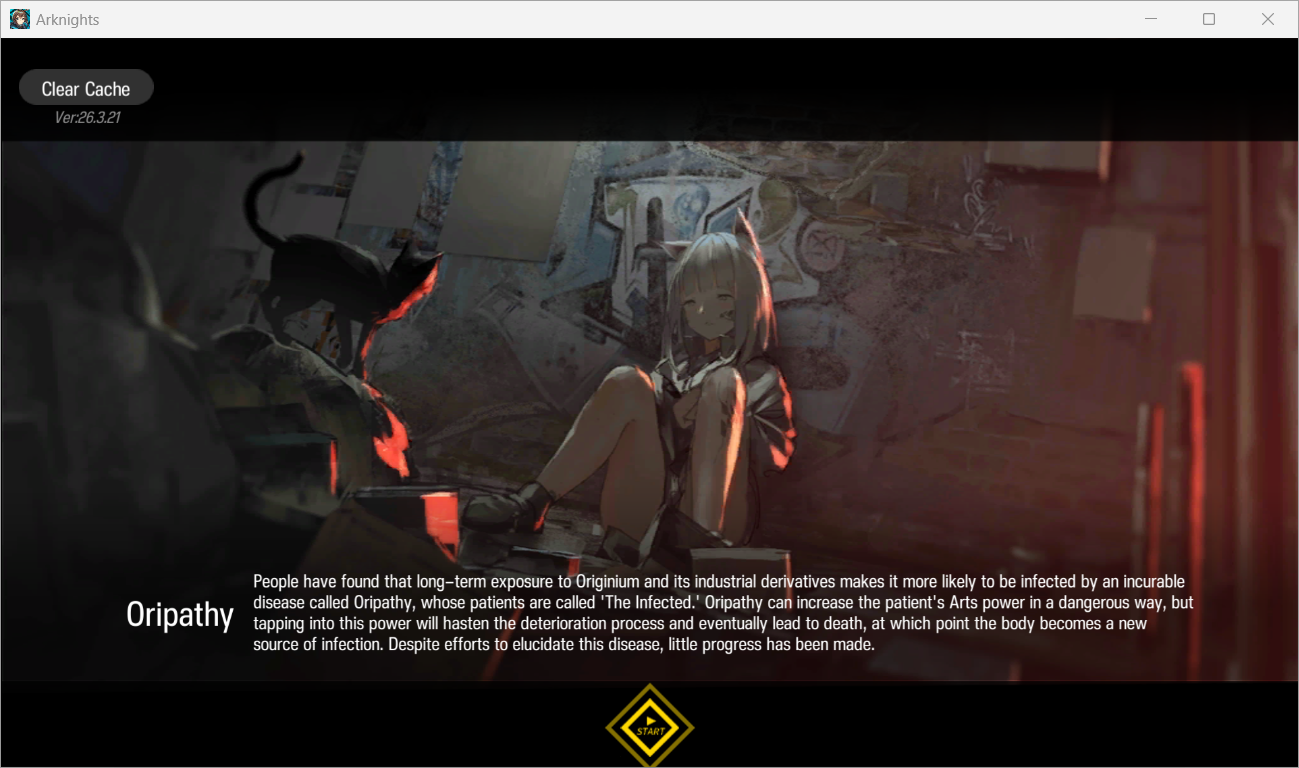 Arknights
Clear Cache
Ver:26.3.21
Oripathy
People have found that long-term exposure to Originium and its industrial derivatives makes it more likely to be infected by an incurable
disease called Oripathy, whose patients are called 'The Infected.' Oripathy can increase the patient's Arts power in a dangerous way, but
tapping into this power will hasten the deterioration process and eventually lead to death, at which point the body becomes a new
source of infection. Despite efforts to elucidate this disease, little progress has been made.
START